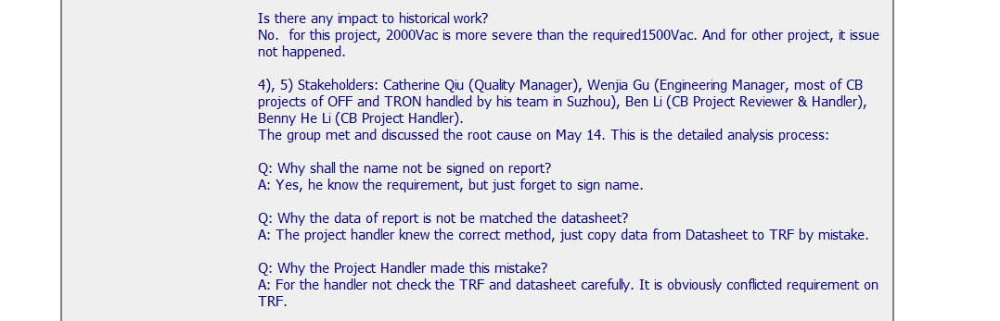 Is there any impact to historical work?
No.  for this project, 2000Vac is more severe than the required1500Vac. And for other project, it issue
not happened.
4), 5) Stakeholders: Catherine Qiu (Quality Manager), Wenjia Gu (Engineering Manager, most of CB
projects of OFF and TRON handled by his team in Suzhou), Ben Li (CB Project Reviewer & Handler),
Benny He Li (CB Project Handler).
The group met and discussed the root cause on May 14. This is the detailed analysis process:
Q: Why shall the name not be signed on report?
A: Yes, he know the requirement, but just forget to sign name.
Q: Why the data of report is not be matched the datasheet?
A: The project handler knew the correct method, just copy data from Datasheet to TRF by mistake.
Q: Why the Project Handler made this mistake?
A: For the handler not check the TRF and datasheet carefully. It is obviously conflicted requirement on
TRF.